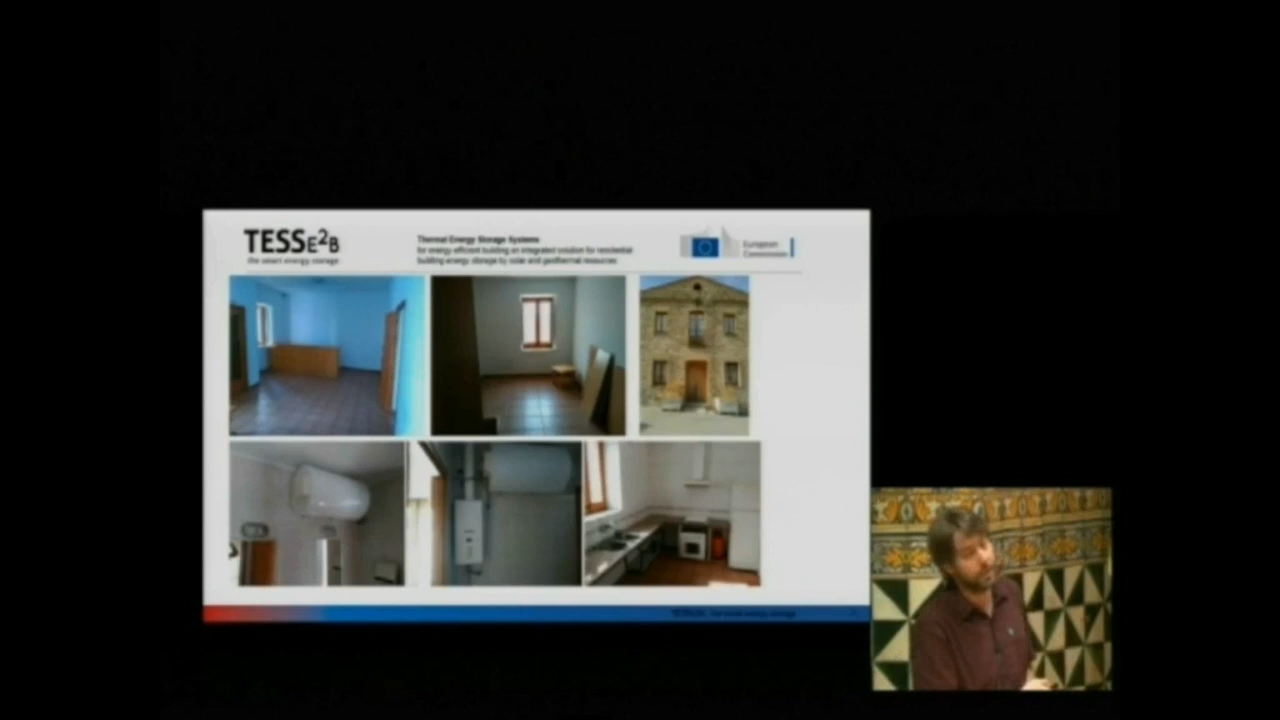 TESSE2B
the smart energy storage
Thermal Energy Storage Systems
for energy efficient building an integrated solution for residential
building energy storage by solar and geothermal resources
European
Commission